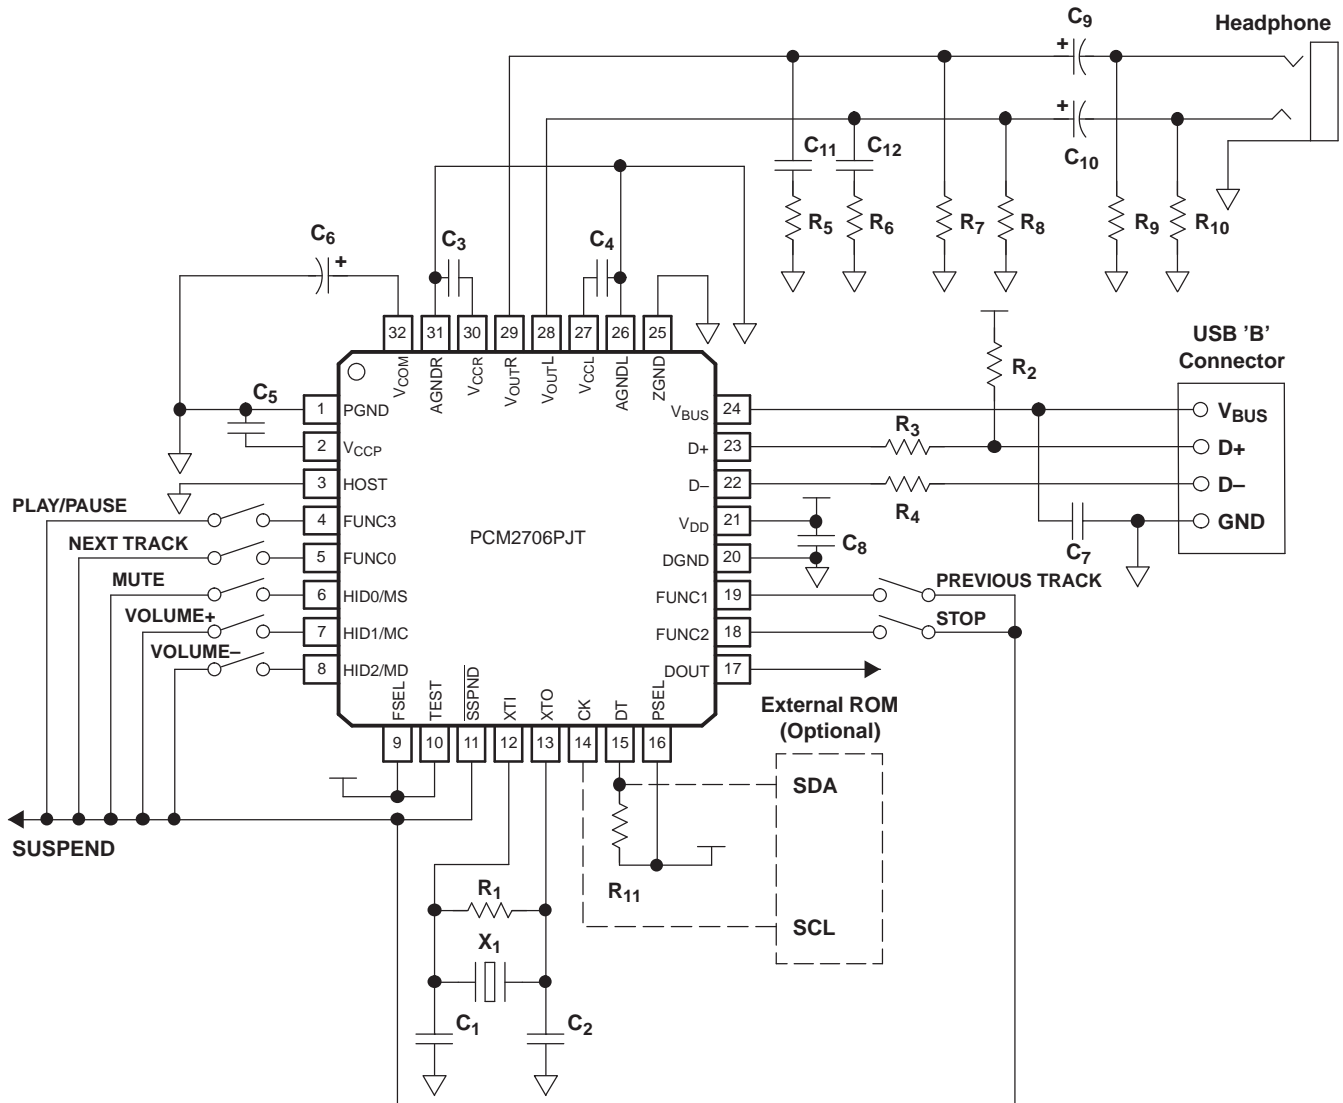 C9
Headphone
C11
C12
C10
R5
R6
R7
R8
R9
R10
C6
C3
C4
32
31
30
29
28
27
26
25
VCOM
AGNDR
VCCR
VOUTR
VOUTL
VCCL
AGNDL
ZGND
R2
USB 'B'
Connector
C5
1 PGND
2 VCCP
3 HOST
PLAY/PAUSE
4 FUNC3
NEXT TRACK
5 FUNC0
MUTE
6 HID0/MS
VOLUME+
7 HID1/MC
VOLUME–
8 HID2/MD
PCM2706PJT
VBUS 24
D+ 23
D– 22
VDD 21
DGND 20
FUNC1 19
FUNC2 18
DOUT 17
R3
R4
VBUS
D+
D–
GND
C8
C7
PREVIOUS TRACK
STOP
FSEL
TEST
SSPND
XTI
XTO
CK
DT
PSEL
9
10
11
12
13
14
15
16
External ROM
(Optional)
SDA
SCL
SUSPEND
R11
R1
X1
C1
C2